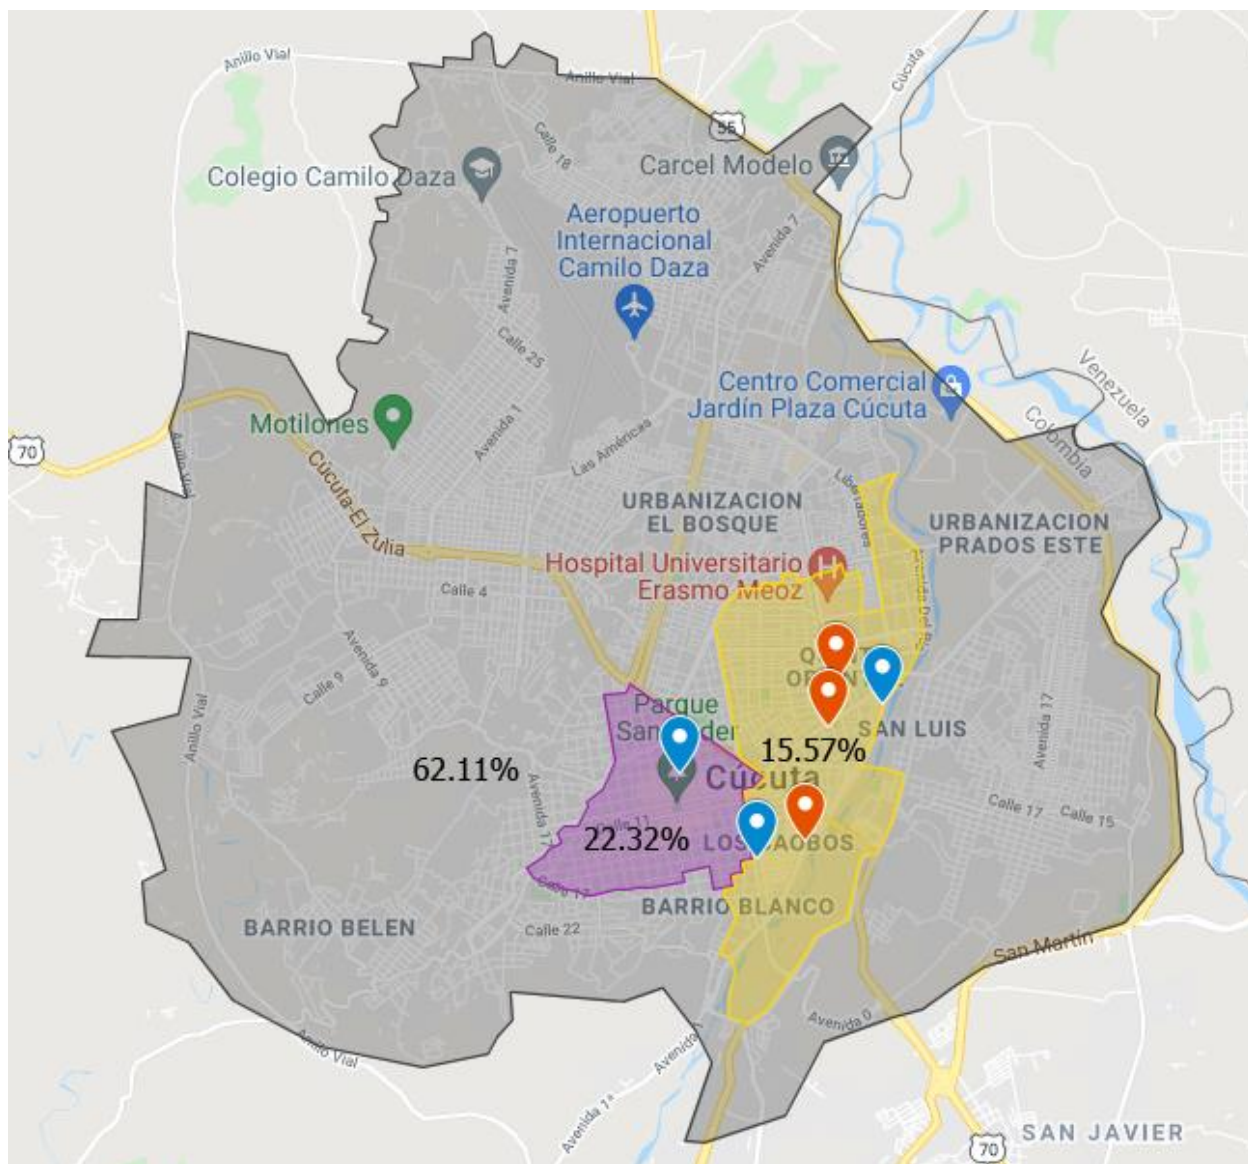 Anillo Vial
Anillo Vial
Cúcuta
55
Calle 18
Carcel Modelo
Colegio Camilo Daza
Aeropuerto
Internacional
Camilo Daza
Avenida 7
Avenida 7
Calle 25
Centro Comercial
Jardín Plaza Cúcuta
Venezuela
Colombia
Motilones
Avenida 1
Las Américas
70
Anillo Vial
Cúcuta-El Zulia
URBANIZACION
EL BOSQUE
Libertadores
URBANIZACION
PRADOS ESTE
Hospital Universitario
Erasmo Meoz
Calle 4
Avenida 9
Calle 9
Anillo Vial
Parque
SAN LUIS
Avenida 17
15.57%
62.11%
Cúcuta
Avenida 17
Calle 11
22.32%
Calle 17
Calle 15
BARRIO BLANCO
BARRIO BELEN
Calle 22
San Martín
Avenida 0
Anillo Vial
Avenida 1ª
SAN JAVIER
70